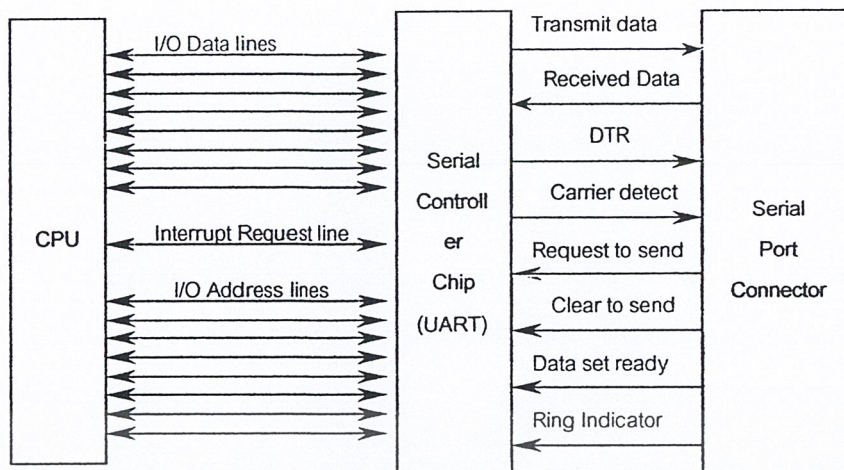 I/O Data lines
Transmit data
Received Data
DTR
Carrier detect
Request to send
Clear to send
Data set ready
Ring Indicator
CPU
Interrupt Request line
I/O Address lines
Serial
Controll
er
Chip
(UART)
Serial
Port
Connector